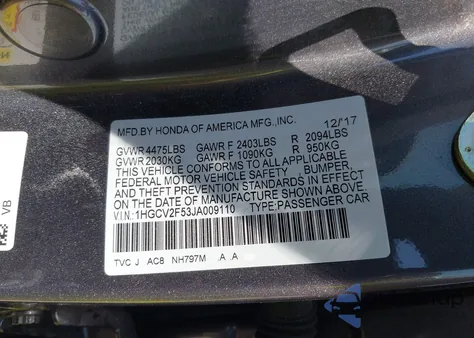 MFD BY HONDA OF AMERICA MFG.,INC. 12/17
GVWR 4475LBS GAWR F 2403LBS R 2094LBS
GVWR 2030KG GAWR F 1090KG R 950KG
THIS VEHICLE CONFORMS TO ALL APPLICABLE
FEDERAL MOTOR VEHICLE SAFETY , BUMPER,
THEFT PREVENTION STANDARDS IN EFFECT
ON THE DATE OF MANUFACTURE SHOWN ABOVE.
V.I.N: 1HGCV2F53JA009110 TYPE:PASSENGER CAR
TVC J AC8 NH797M .A .A
VB